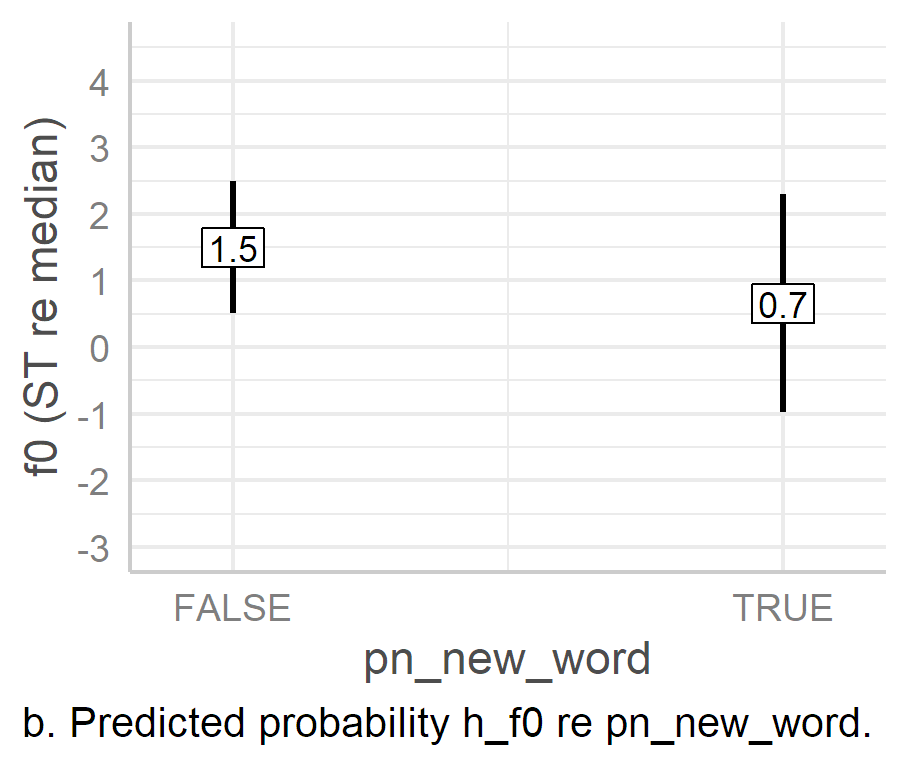 f0 (ST re median)
4
3
2
1
0
-1
-2
-3
1.5
0.7
FALSE
TRUE
pn_new_word
b. Predicted probability h_f0 re pn_new_word.